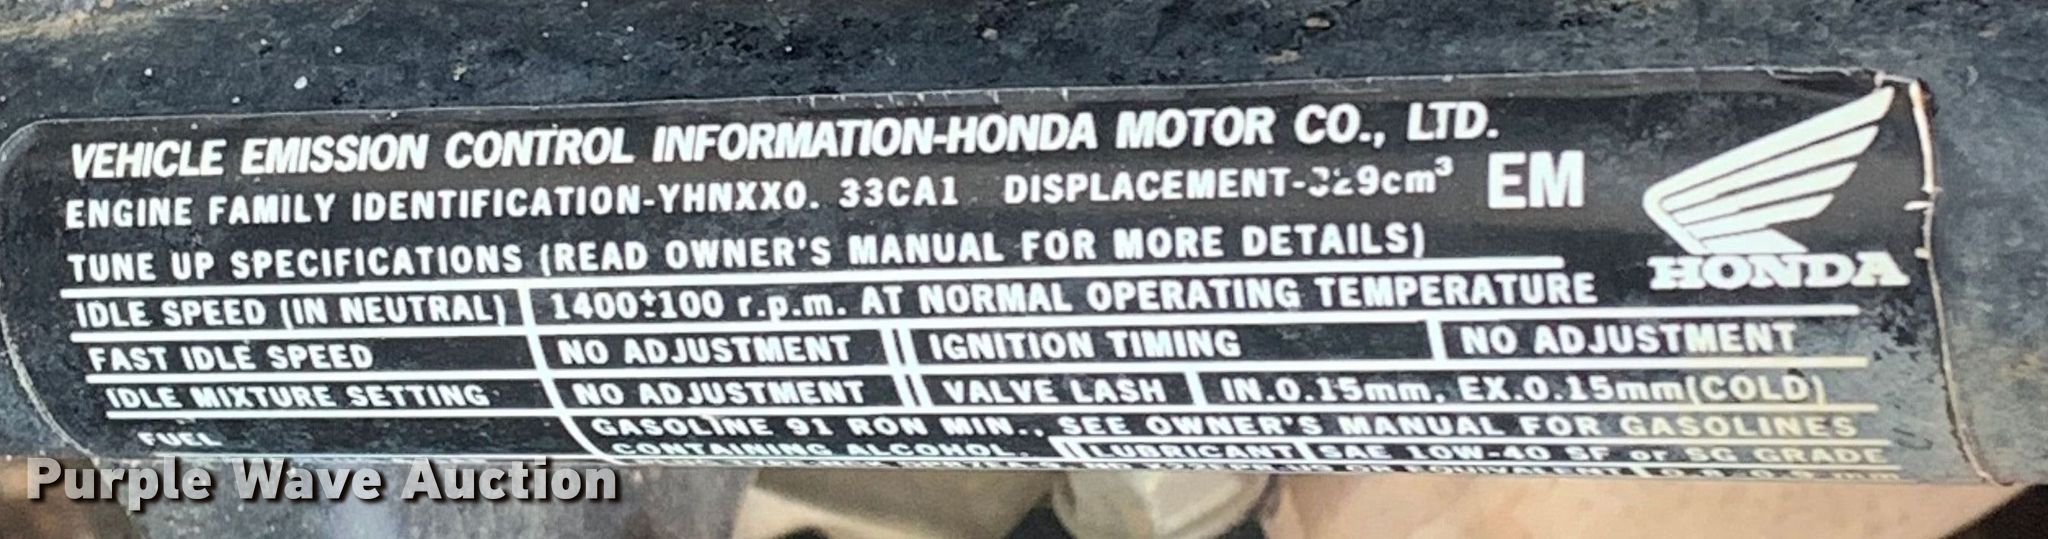 VEHICLE EMISSION CONTROL INFORMATION-HONDA MOTOR CO., LTD.
ENGINE FAMILY IDENTIFICATION-YHNXX0. 33CA1 DISPLACEMENT-329cm³ EM
HONDA
TUNE UP SPECIFICATIONS (READ OWNER'S MANUAL FOR MORE DETAILS)
IDLE SPEED (IN NEUTRAL) 1400±100 r.p.m. AT NORMAL OPERATING TEMPERATURE
FAST IDLE SPEED NO ADJUSTMENT IGNITION TIMING NO ADJUSTMENT
IDLE MIXTURE SETTING NO ADJUSTMENT VALVE LASH IN.0.15mm, EX.0.15mm(COLD)
FUEL GASOLINE 91 RON MIN., SEE OWNER'S MANUAL FOR GASOLINES
CONTAINING ALCOHOL. LUBRICANT SAE 10W-40 SF or SG GRADE
OR EQUIVALENT
Purple Wave Auction